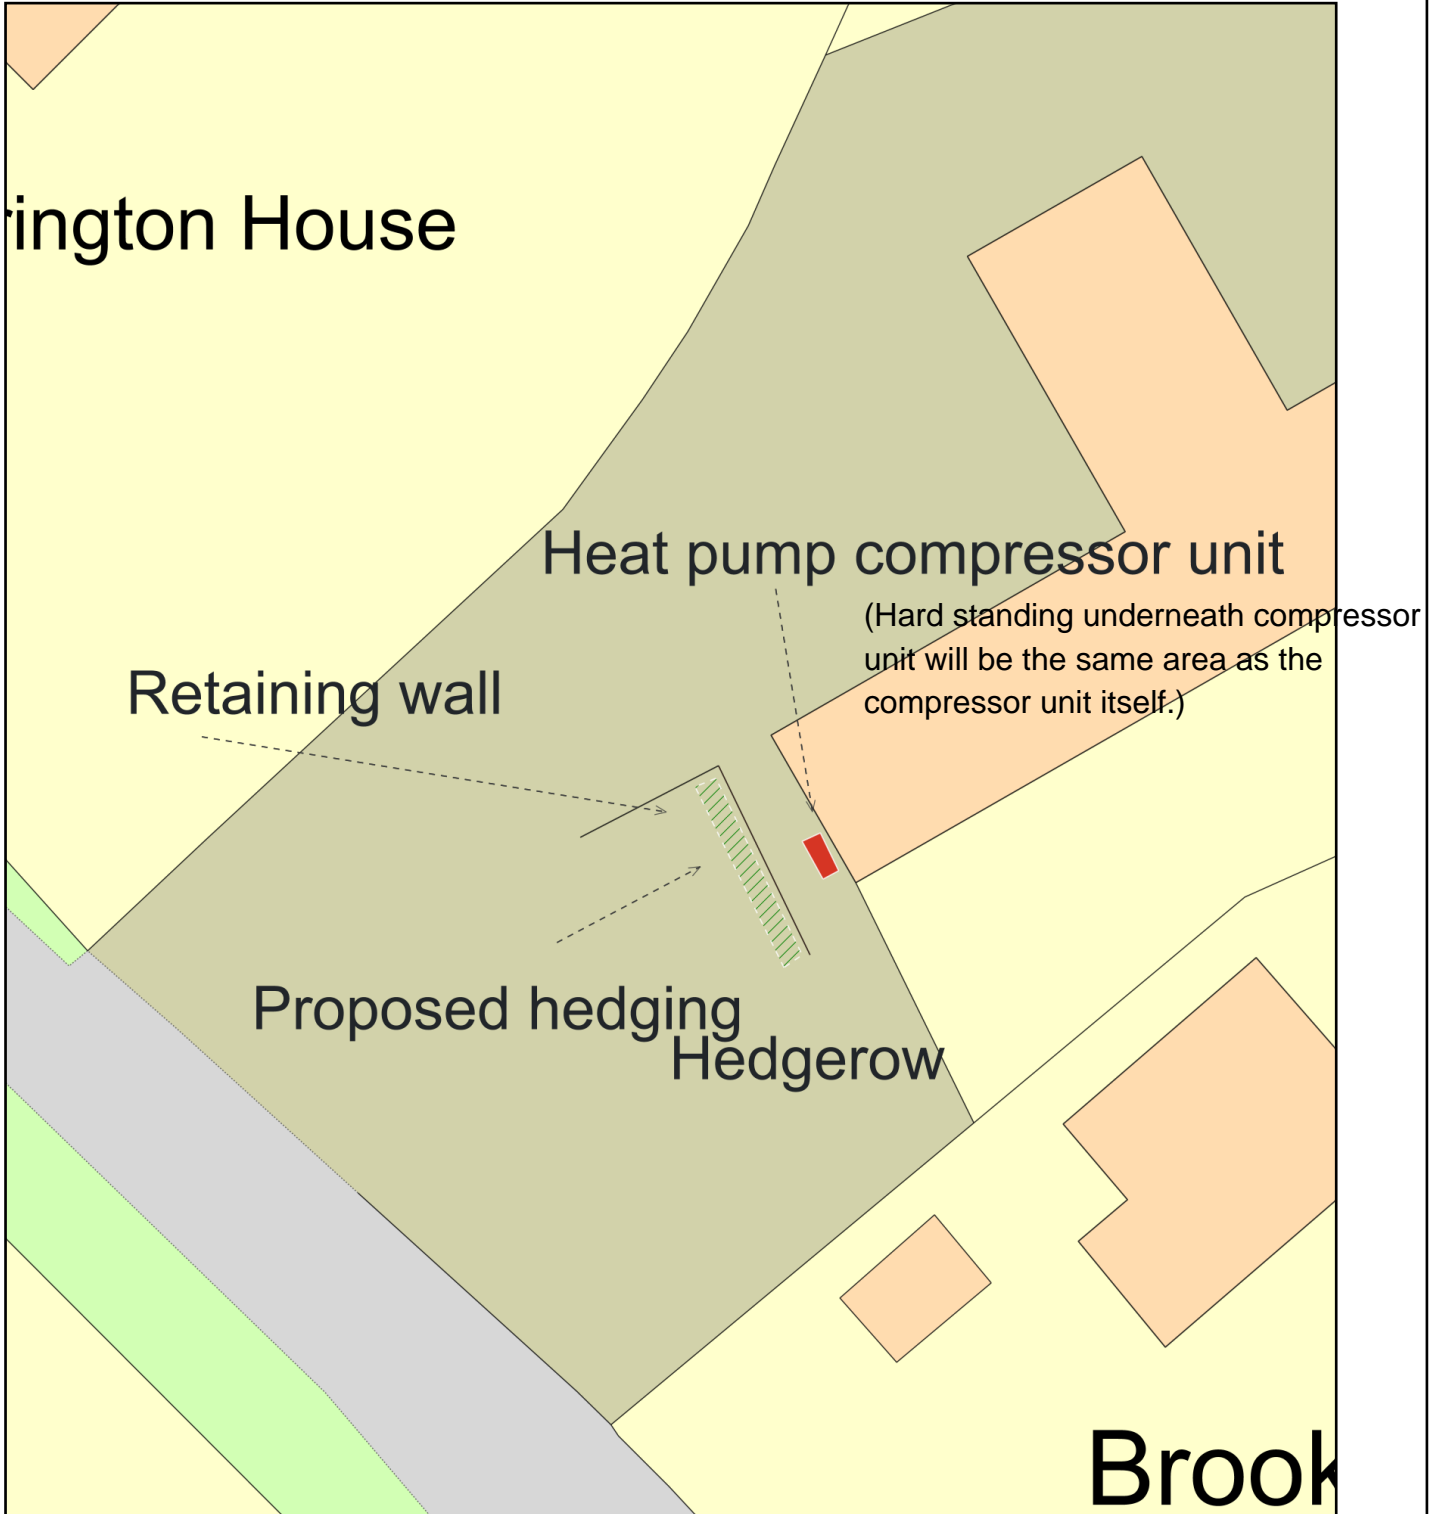 rington House
Heat pump compressor unit
(Hard standing underneath compressor
unit will be the same area as the
compressor unit itself.)
Retaining wall
Proposed hedging
Hedgerow
Brook